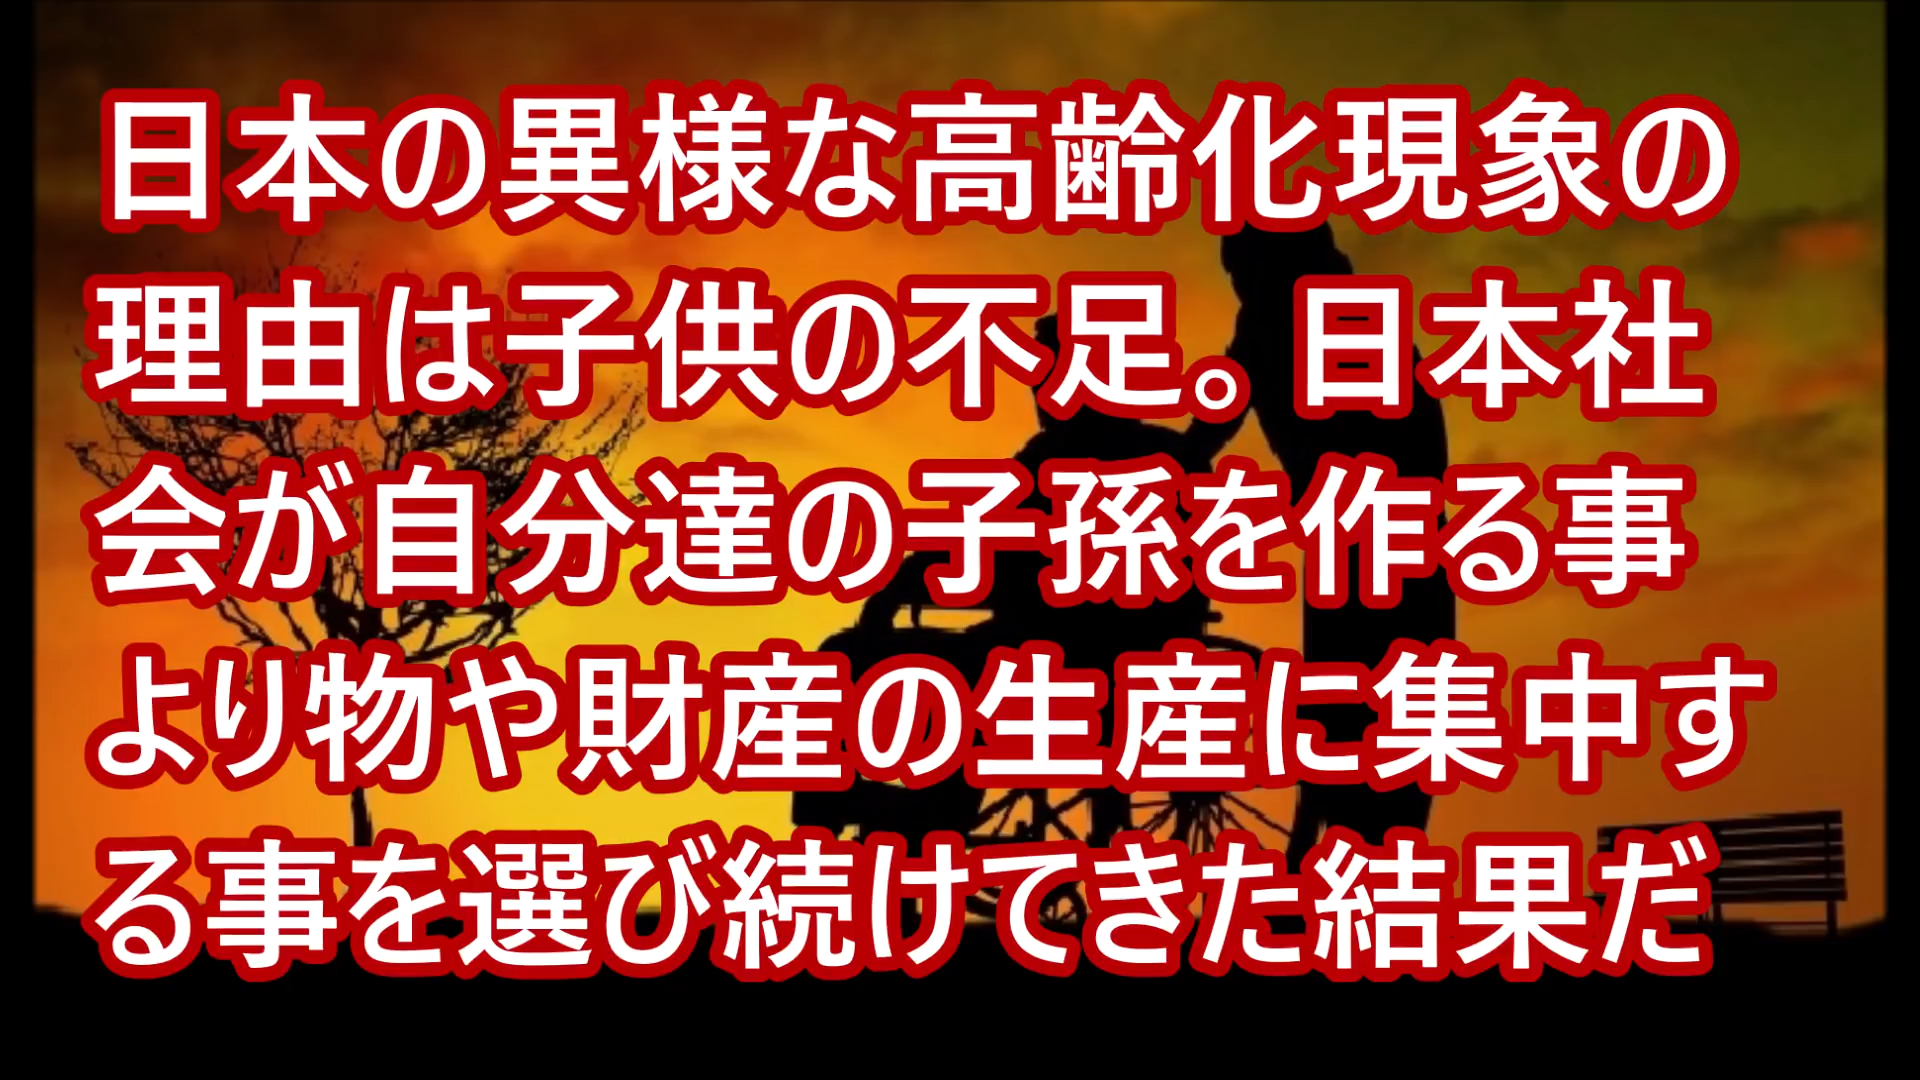 日本の異様な高齢化現象の
理由は子供の不足。日本社
会が自分達の子孫を作る事
より物や財産の生産に集中す
る事を選び続けてきた結果だ